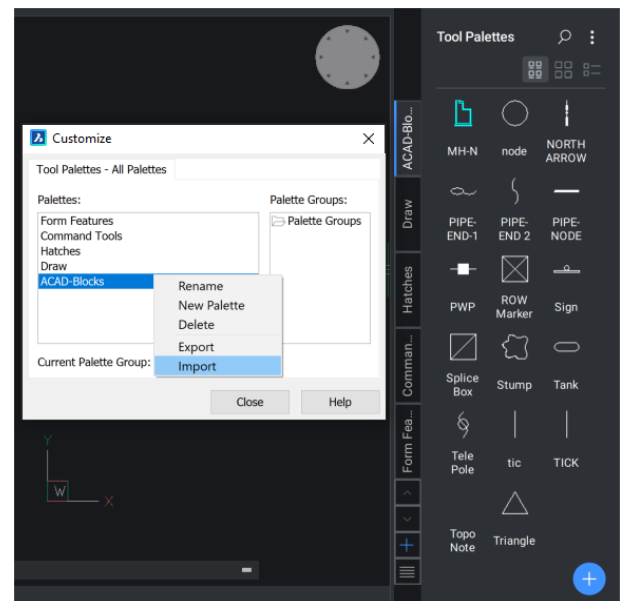 Tool Palettes
Customize
Tool Palettes - All Palettes
Palettes:
Palette Groups:
Form Features
Command Tools
Hatches
Draw
ACAD-Blocks
Palette Groups
Rename
New Palette
Delete
Export
Import
Current Palette Group:
Close
Help
Y
W
X
ACAD-Blo...
Draw
Hatches
Comman...
Form Fea...
MH-N
node
NORTH
ARROW
PIPE-
END-1
PIPE-
END 2
PIPE-
NODE
PWP
ROW
Marker
Sign
Splice
Box
Stump
Tank
Tele
Pole
tic
TICK
Topo
Note
Triangle